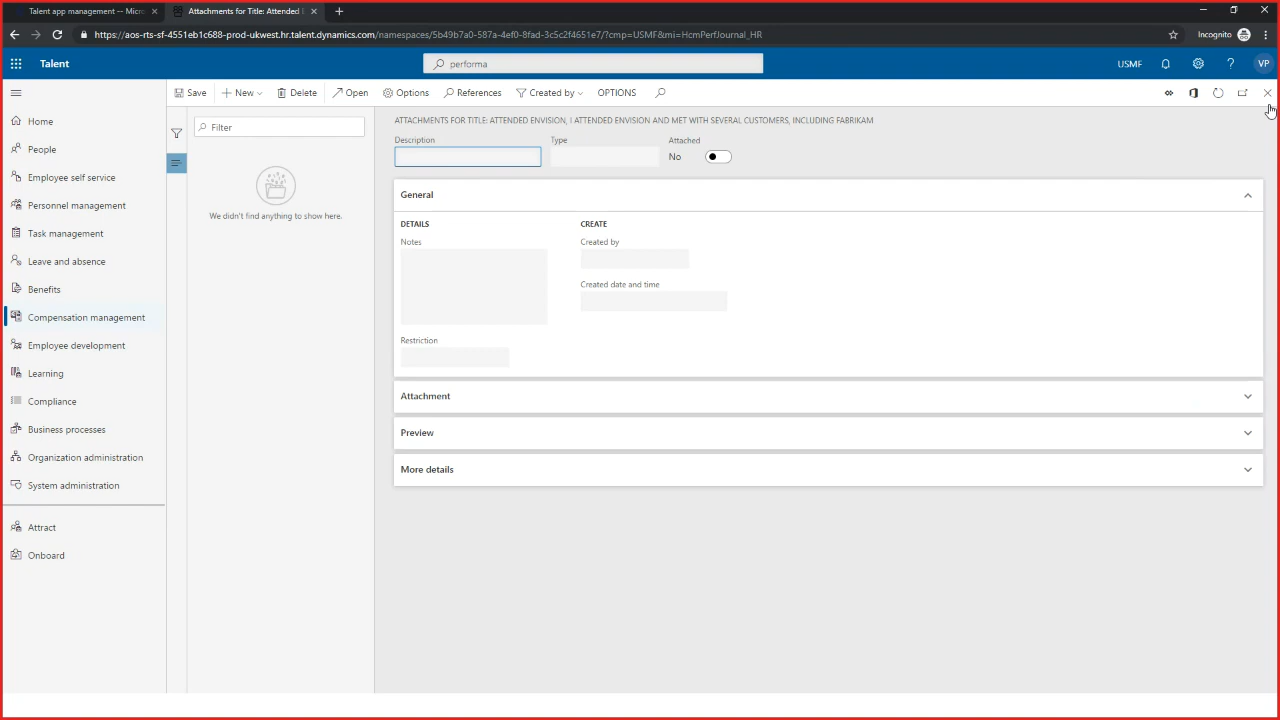 Talent app management -- Micr
Attachments for Title: Attended E
https://aos-rts-sf-4551eb1c688-prod-ukwest.hr.talent.dynamics.com/namespaces/5b49b7a0-587a-4ef0-8fad-3c5c2f4651e7/?cmp=USMF&mi=HcmPerfJournal_HR
Incognito
Talent
performa
USMF
?
VP
Save
New
Delete
Open
Options
References
Created by
OPTIONS
Home
People
Employee self service
Personnel management
Task management
Leave and absence
Benefits
Compensation management
Employee development
Learning
Compliance
Business processes
Organization administration
System administration
Attract
Onboard
Filter
We didn't find anything to show here.
ATTACHMENTS FOR TITLE: ATTENDED ENVISION, I ATTENDED ENVISION AND MET WITH SEVERAL CUSTOMERS, INCLUDING FABRIKAM
Description
Type
Attached
No
General
DETAILS
CREATE
Notes
Created by
Created date and time
Restriction
Attachment
Preview
More details